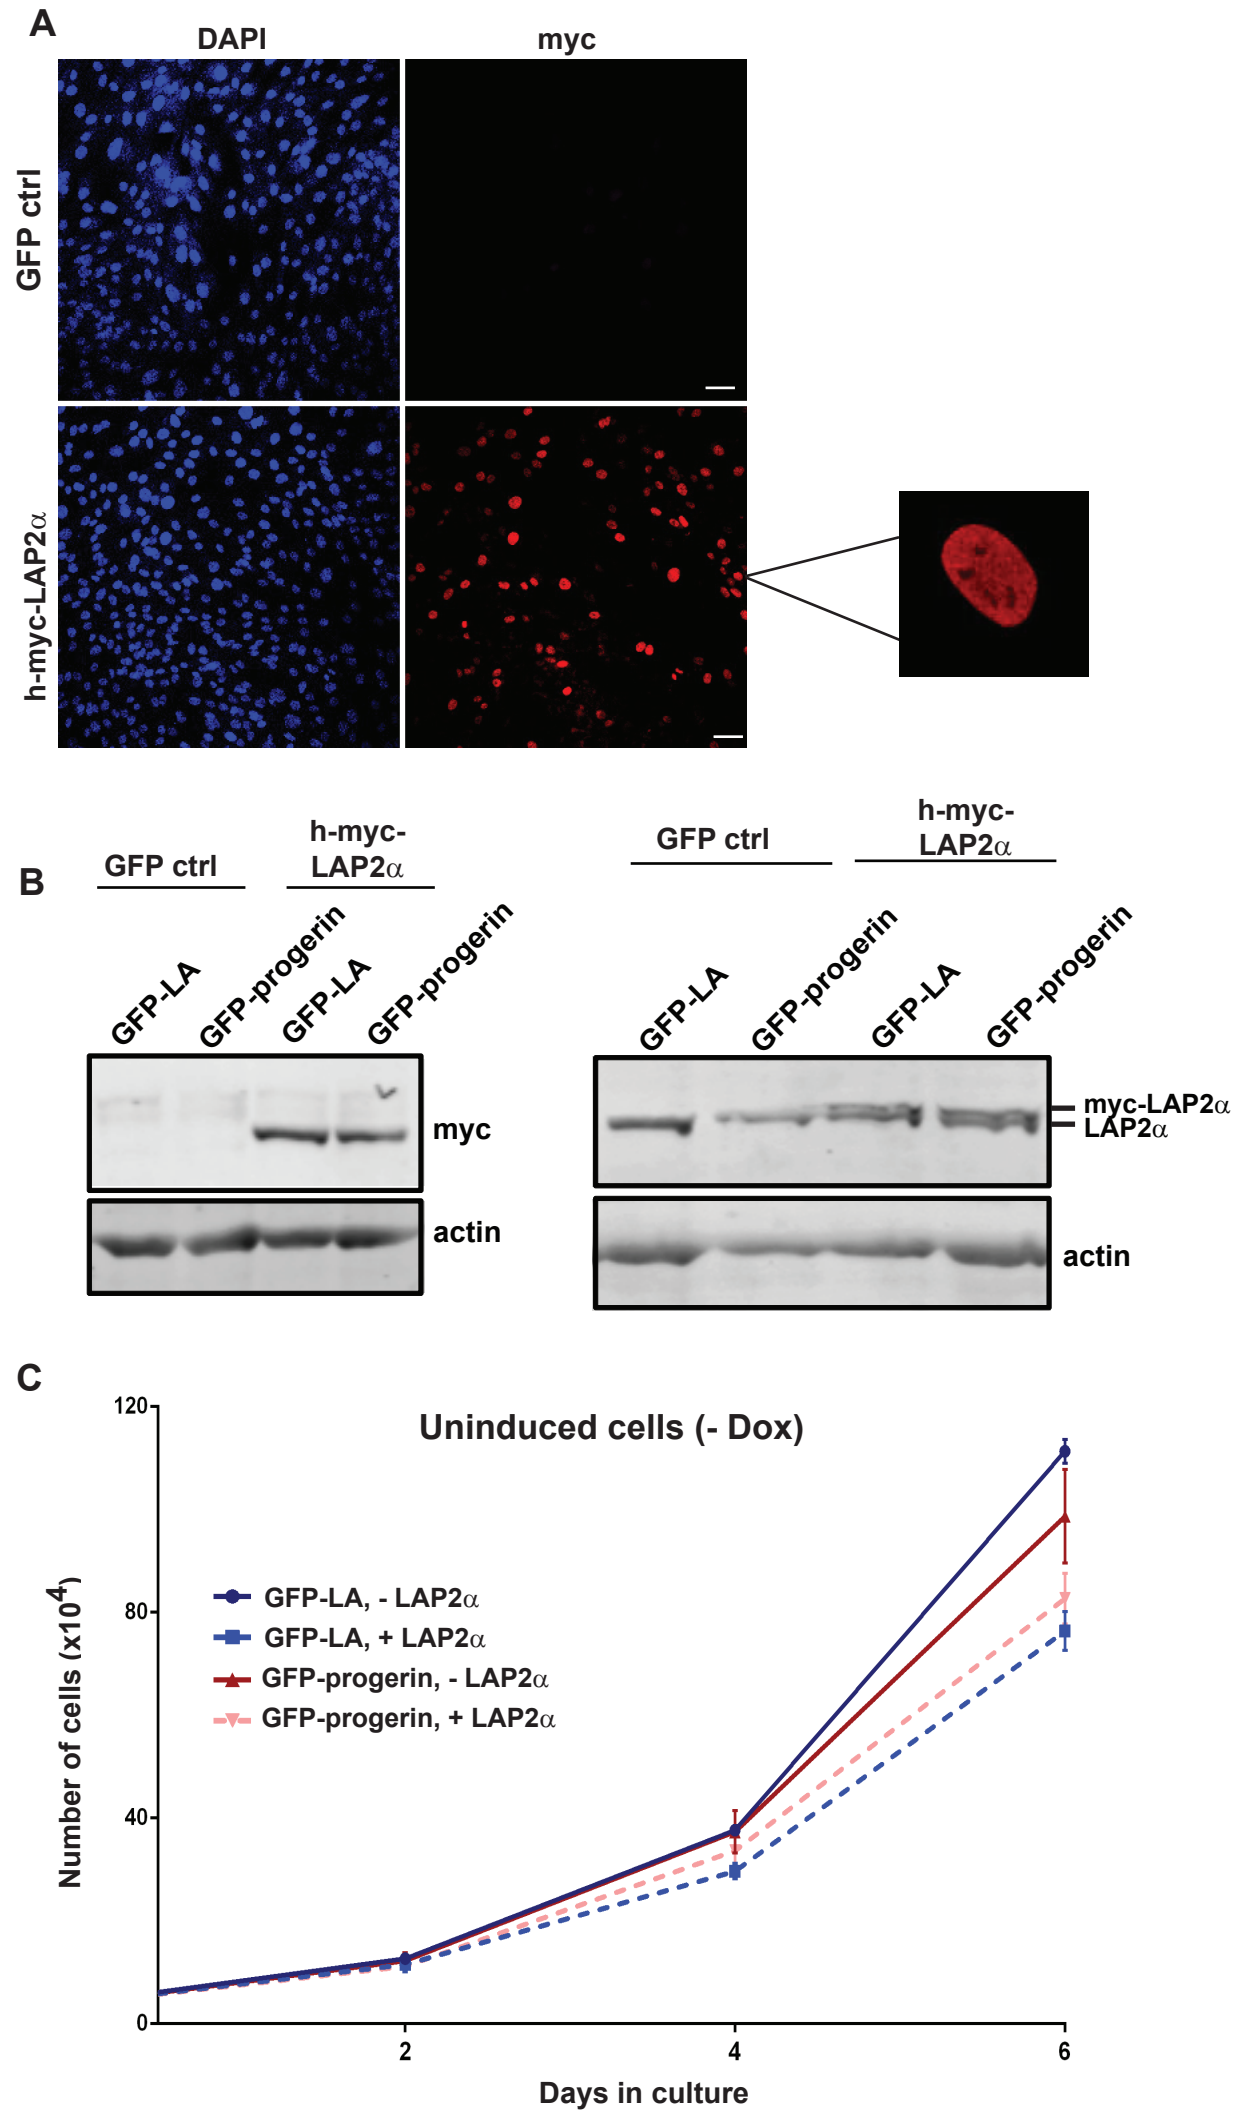 A
DAPI
myc
GFP ctrl
h-myc-LAP2α
B
GFP ctrl
h-myc-
LAP2α
GFP ctrl
h-myc-
LAP2α
GFP-LA
GFP-progerin
GFP-LA
GFP-progerin
GFP-LA
GFP-progerin
GFP-LA
GFP-progerin
myc
actin
myc-LAP2α
LAP2α
actin
C
Uninduced cells (- Dox)
120
80
40
0
Number of cells (x10⁴)
GFP-LA, - LAP2α
GFP-LA, + LAP2α
GFP-progerin, - LAP2α
GFP-progerin, + LAP2α
2
4
6
Days in culture